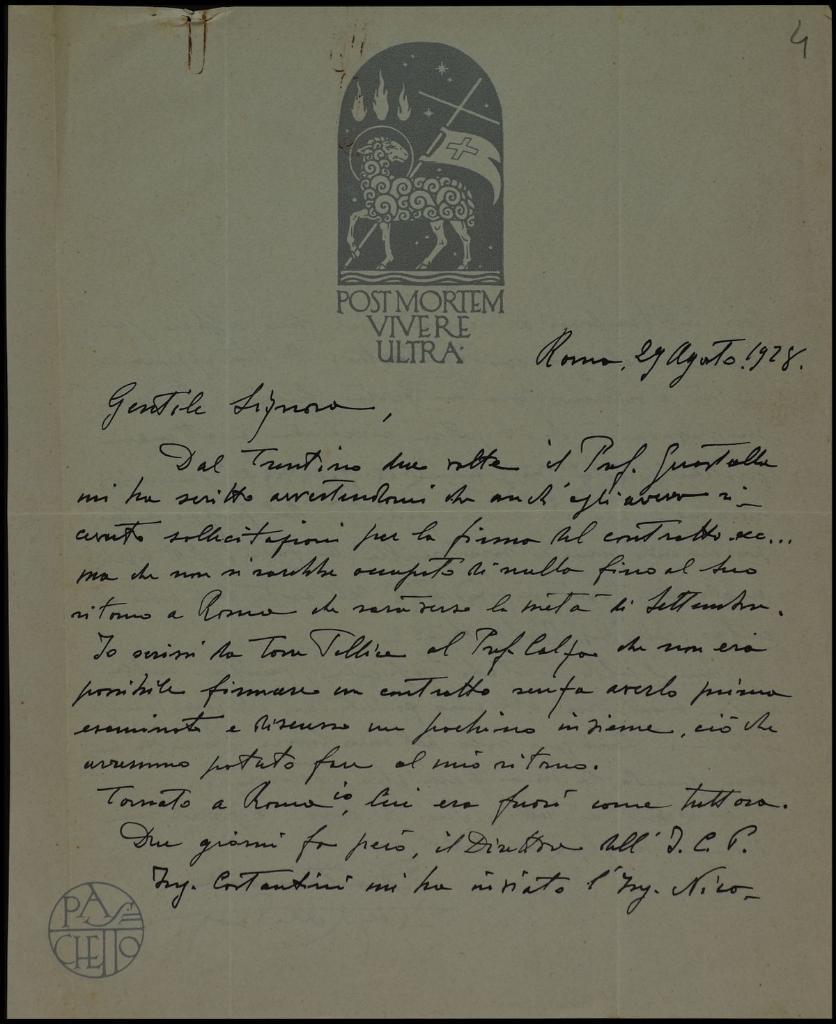 4
POST MORTEM
VIVERE
ULTRA
Roma, 29 Agosto. 1928.
Gentile Signora,
Dal Trentino due volte il Prof. Guastalla
mi ha scritto avvertendomi che anch'egli aveva ri-
cevuto sollecitazioni per la firma del contratto ecc...
ma che non si sarebbe occupato di nulla fino al suo
ritorno a Roma che sarà verso la metà di Settembre.
Io scrissi da Torre Pellice al Prof. Calza che non era
possibile firmare un contratto senza averlo prima
esaminato e discusso un pochino insieme, ciò che
avremmo potuto fare al mio ritorno.
Tornato a Roma io, lui era fuori come tuttora.
Due giorni fa però, il Direttore dell' I. C. P.
Ing. Costantini mi ha inviato l'Ing. Nico-
PAS
CHETTO